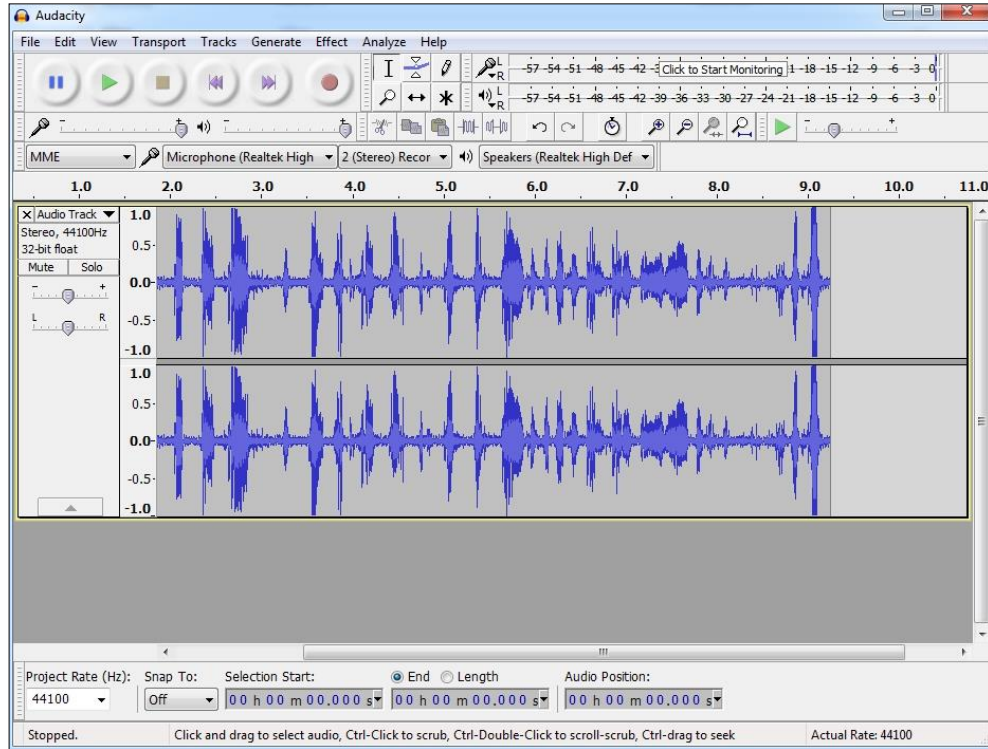 Audacity
File Edit View Transport Tracks Generate Effect Analyze Help
L
R
-57 -54 -51 -48 -45 -42 -3 Click to Start Monitoring 1 -18 -15 -12 -9 -6 -3 0
L
R
-57 -54 -51 -48 -45 -42 -39 -36 -33 -30 -27 -24 -21 -18 -15 -12 -9 -6 -3 0
- + - + - +
MME Microphone (Realtek High 2 (Stereo) Recor Speakers (Realtek High Def
1.0 2.0 3.0 4.0 5.0 6.0 7.0 8.0 9.0 10.0 11.0
X Audio Track 1.0
Stereo, 44100Hz
32-bit float 0.5
Mute Solo
- + 0.0
L R -0.5
-1.0
1.0
0.5
0.0
-0.5
-1.0
Project Rate (Hz): Snap To: Selection Start: End Length Audio Position:
44100 Off 00 h 00 m 00.000 s 00 h 00 m 00.000 s 00 h 00 m 00.000 s
Stopped. Click and drag to select audio, Ctrl-Click to scrub, Ctrl-Double-Click to scroll-scrub, Ctrl-drag to seek Actual Rate: 44100